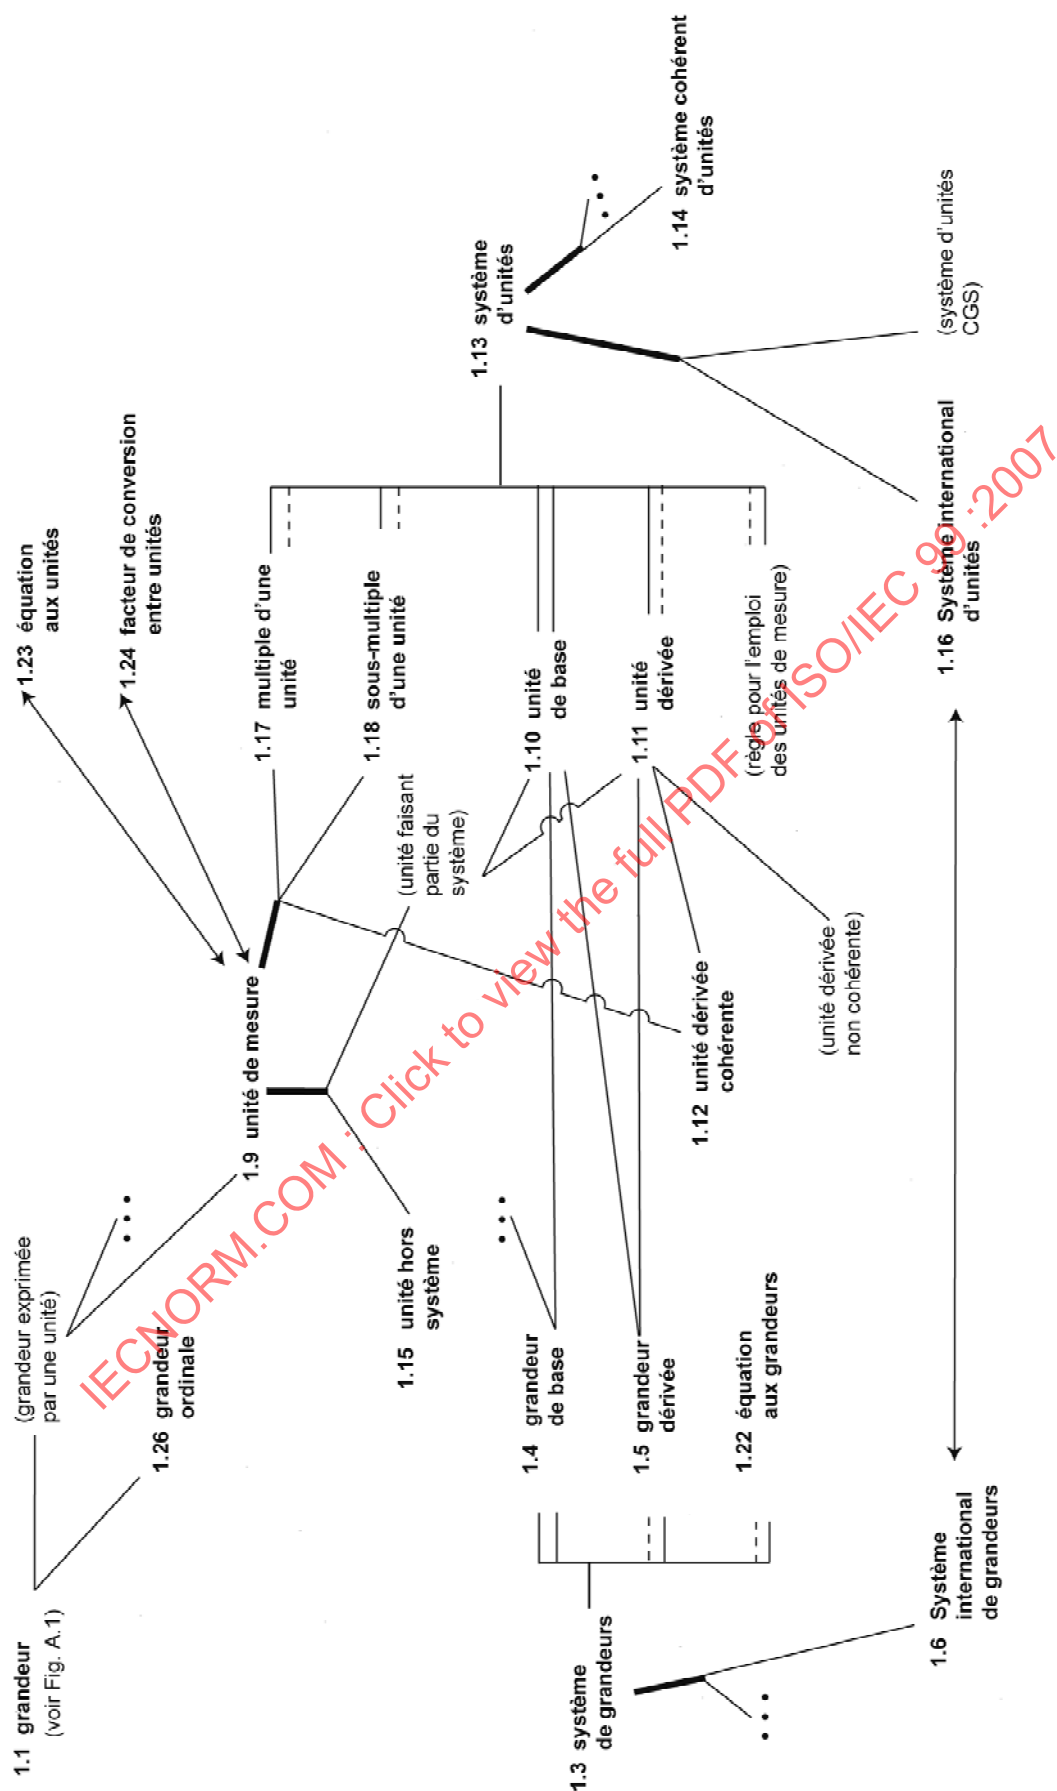 1.1 grandeur
(voir Fig. A.1)
(grandeur exprimée
par une unité)
1.26 grandeur
ordinale
1.23 équation
aux unités
1.24 facteur de conversion
entre unités
1.9 unité de mesure
1.17 multiple d'une
unité
1.18 sous-multiple
d'une unité
1.15 unité hors
système
(unité faisant
partie du
système)
1.13 système
d'unités
1.14 système cohérent
d'unités
1.3 système
de grandeurs
1.4 grandeur
de base
1.5 grandeur
dérivée
1.22 équation
aux grandeurs
1.10 unité
de base
1.11 unité
dérivée
1.12 unité dérivée
cohérente
(unité dérivée
non cohérente)
(règle pour l'emploi
des unités de mesure)
1.6 Système
international
de grandeurs
1.16 Système international
d'unités
(système d'unités
CGS)
IECNORM.COM : Click to view the full PDF of ISO/IEC 99 :2007